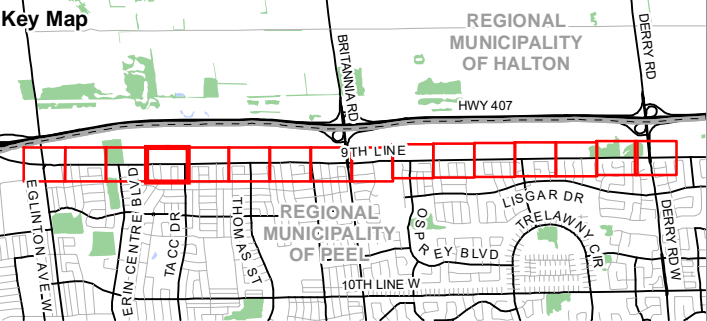 Key Map
REGIONAL
MUNICIPALITY
OF HALTON
DERRY RD
BRITANNIA RD
HWY 407
9TH LINE
EGLINTON AVE W
ERIN CENTRE BLVD
TACC DR
THOMAS ST
REGIONAL
MUNICIPALITY
OF PEEL
OSPREY BLVD
LISGAR DR
TRELAWNY CIR
DERRY RD W
10TH LINE W